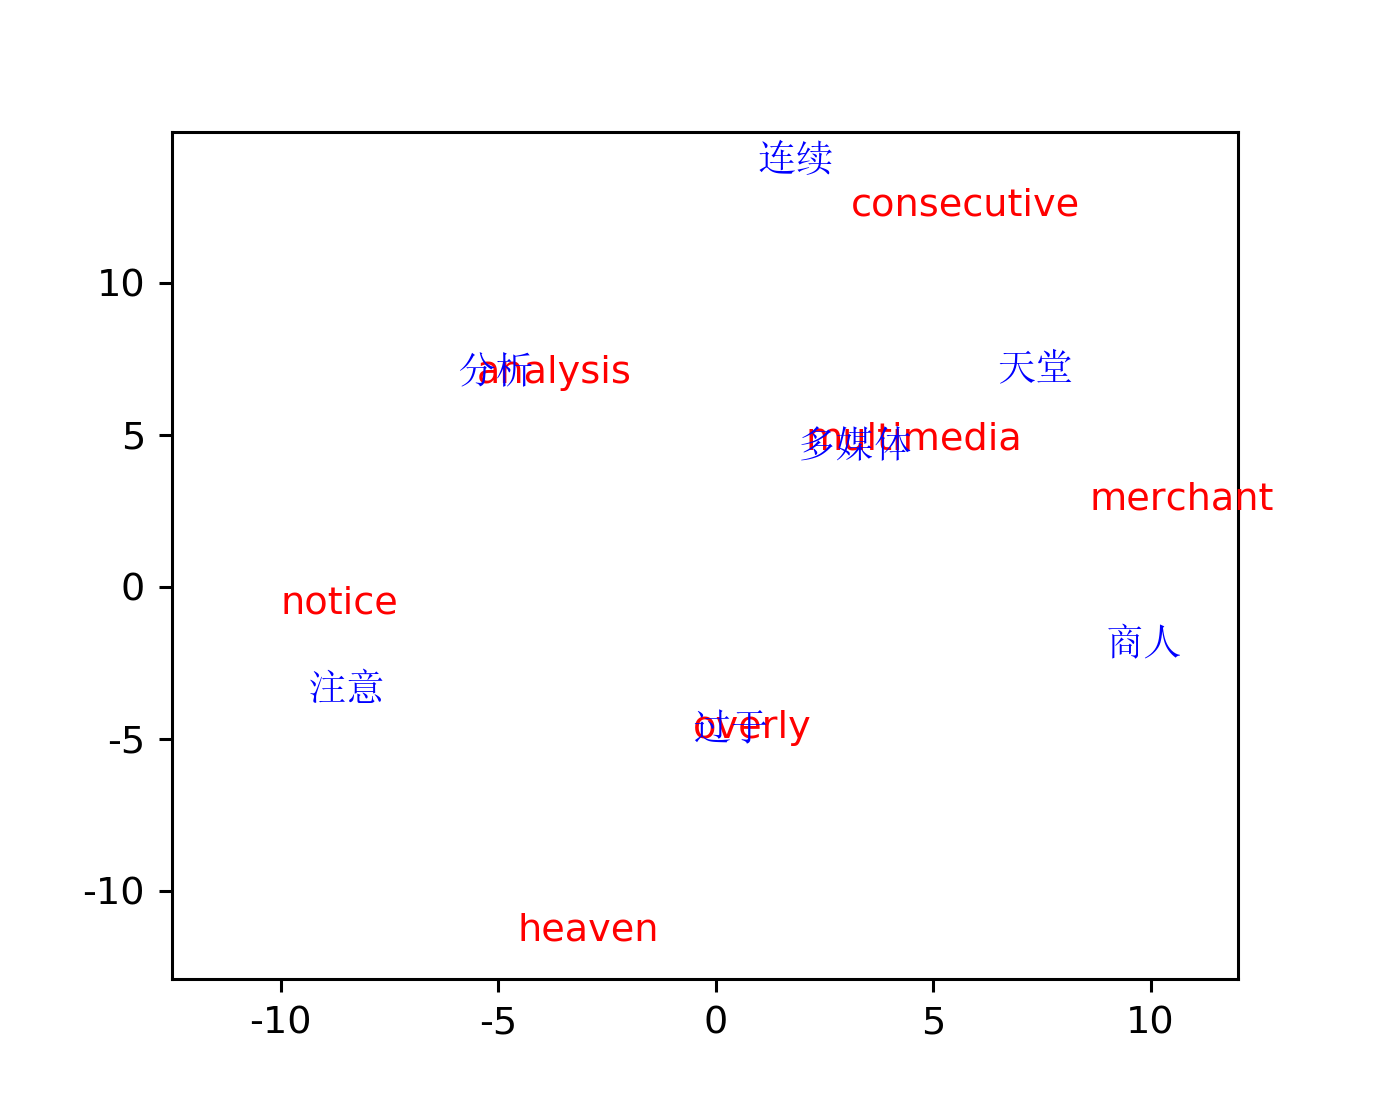 连续
consecutive
10
分析
analysis
天堂
5
多媒体
multimedia
merchant
0
notice
商人
注意
-5
过于
overly
-10
heaven
-10
-5
0
5
10